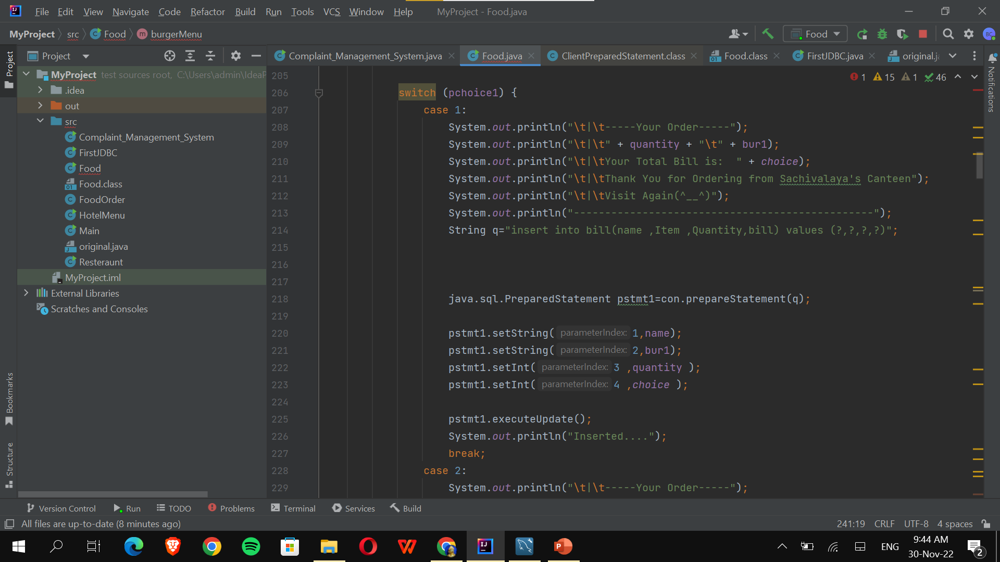 File Edit View Navigate Code Refactor Build Run Tools VCS Window Help MyProject - Food.java
MyProject src Food burgerMenu Food BC
Project Complaint_Management_System.java Food.java ClientPreparedStatement.class Food.class FirstJDBC.java original.j
Project
Notifications
Bookmarks
Structure
MyProject test sources root, C:\Users\admin\IdeaP
.idea
out
src
Complaint_Management_System
FirstJDBC
Food
Food.class
FoodOrder
HotelMenu
Main
original.java
Resteraunt
MyProject.iml
External Libraries
Scratches and Consoles
1 15 1 46
205
206 switch (pchoice1) {
207 case 1:
208 System.out.println("\t|\t-----Your Order-----");
209 System.out.println("\t|\t" + quantity + "\t" + bur1);
210 System.out.println("\t|\tYour Total Bill is:  " + choice);
211 System.out.println("\t|\tThank You for Ordering from Sachivalaya's Canteen");
212 System.out.println("\t|\tVisit Again(^__^)");
213 System.out.println("------------------------------------------------");
214 String q="insert into bill(name ,Item ,Quantity,bill) values (?,?,?,?)";
215
216
217
218 java.sql.PreparedStatement pstmt1=con.prepareStatement(q);
219
220 pstmt1.setString( parameterIndex: 1,name);
221 pstmt1.setString( parameterIndex: 2,bur1);
222 pstmt1.setInt( parameterIndex: 3 ,quantity );
223 pstmt1.setInt( parameterIndex: 4 ,choice );
224
225 pstmt1.executeUpdate();
226 System.out.println("Inserted....");
227 break;
228 case 2:
229 System.out.println("\t|\t-----Your Order-----");
Version Control Run TODO Problems Terminal Services Build
All files are up-to-date (8 minutes ago) 241:19 CRLF UTF-8 4 spaces
ENG 9:44 AM
30-Nov-22 2